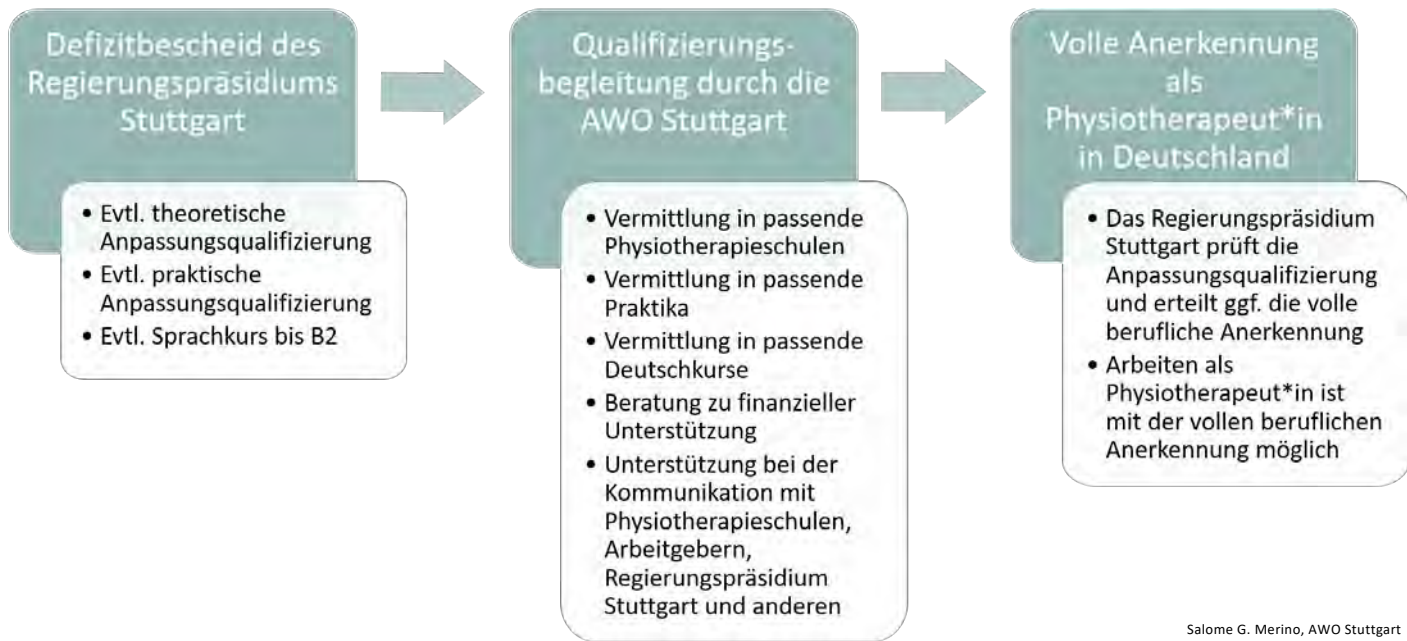 Defizitbescheid des
Regierungspräsidiums
Stuttgart
• Evtl. theoretische
Anpassungsqualifizierung
• Evtl. praktische
Anpassungsqualifizierung
• Evtl. Sprachkurs bis B2
Qualifizierungs-
begleitung durch die
AWO Stuttgart
• Vermittlung in passende
Physiotherapieschulen
• Vermittlung in passende
Praktika
• Vermittlung in passende
Deutschkurse
• Beratung zu finanzieller
Unterstützung
• Unterstützung bei der
Kommunikation mit
Physiotherapieschulen,
Arbeitgebern,
Regierungspräsidium
Stuttgart und anderen
Volle Anerkennung
als
Physiotherapeut*in
in Deutschland
• Das Regierungspräsidium
Stuttgart prüft die
Anpassungsqualifizierung
und erteilt ggf. die volle
berufliche Anerkennung
• Arbeiten als
Physiotherapeut*in ist
mit der vollen beruflichen
Anerkennung möglich
Salome G. Merino, AWO Stuttgart